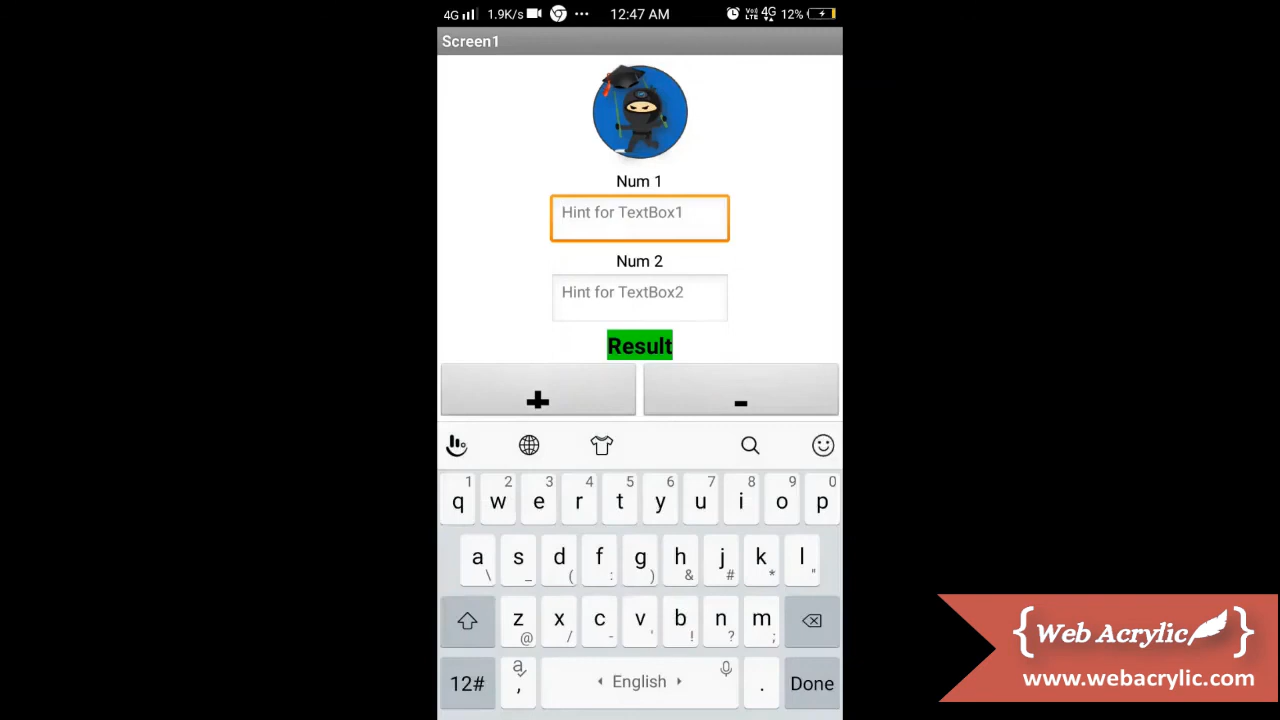 4G 1.9K/s ... 12:47 AM VoD LTE 4G 12%
Screen1
Num 1
Hint for TextBox1
Num 2
Hint for TextBox2
Result
+ -
1 2 3 4 5 6 7 8 9 0
q w e r t y u i o p
a s d f g h j k l
\ _ ( : ) & # * "
z x c v b n m
@ / - ' ! ? ;
12# , English . Done
{Web Acrylic}
www.webacrylic.com